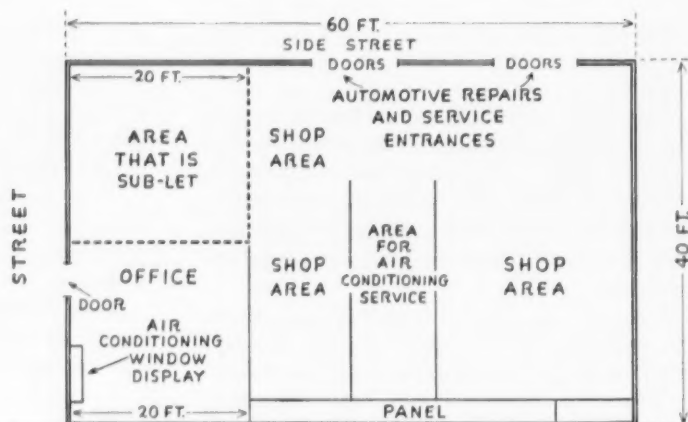 60 FT.
SIDE STREET
DOORS
DOORS
20 FT.
AUTOMOTIVE REPAIRS
AND SERVICE
ENTRANCES
AREA
THAT IS
SUB-LET
SHOP
AREA
STREET
40 FT.
OFFICE
DOOR
SHOP
AREA
AREA
FOR
AIR
CONDITIONING
SERVICE
SHOP
AREA
AIR
CONDITIONING
WINDOW
DISPLAY
20 FT.
PANEL